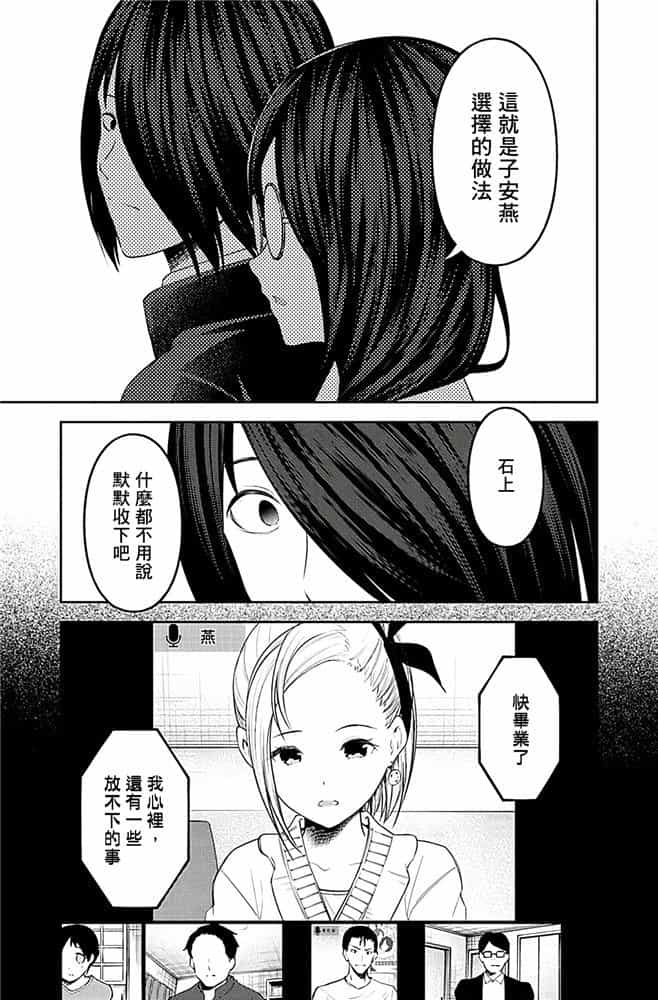 這就是子安燕
選擇的做法
石上
什麼都不用說
默默收下吧
燕
快畢業了
我心裡，
還有一些
放不下的事